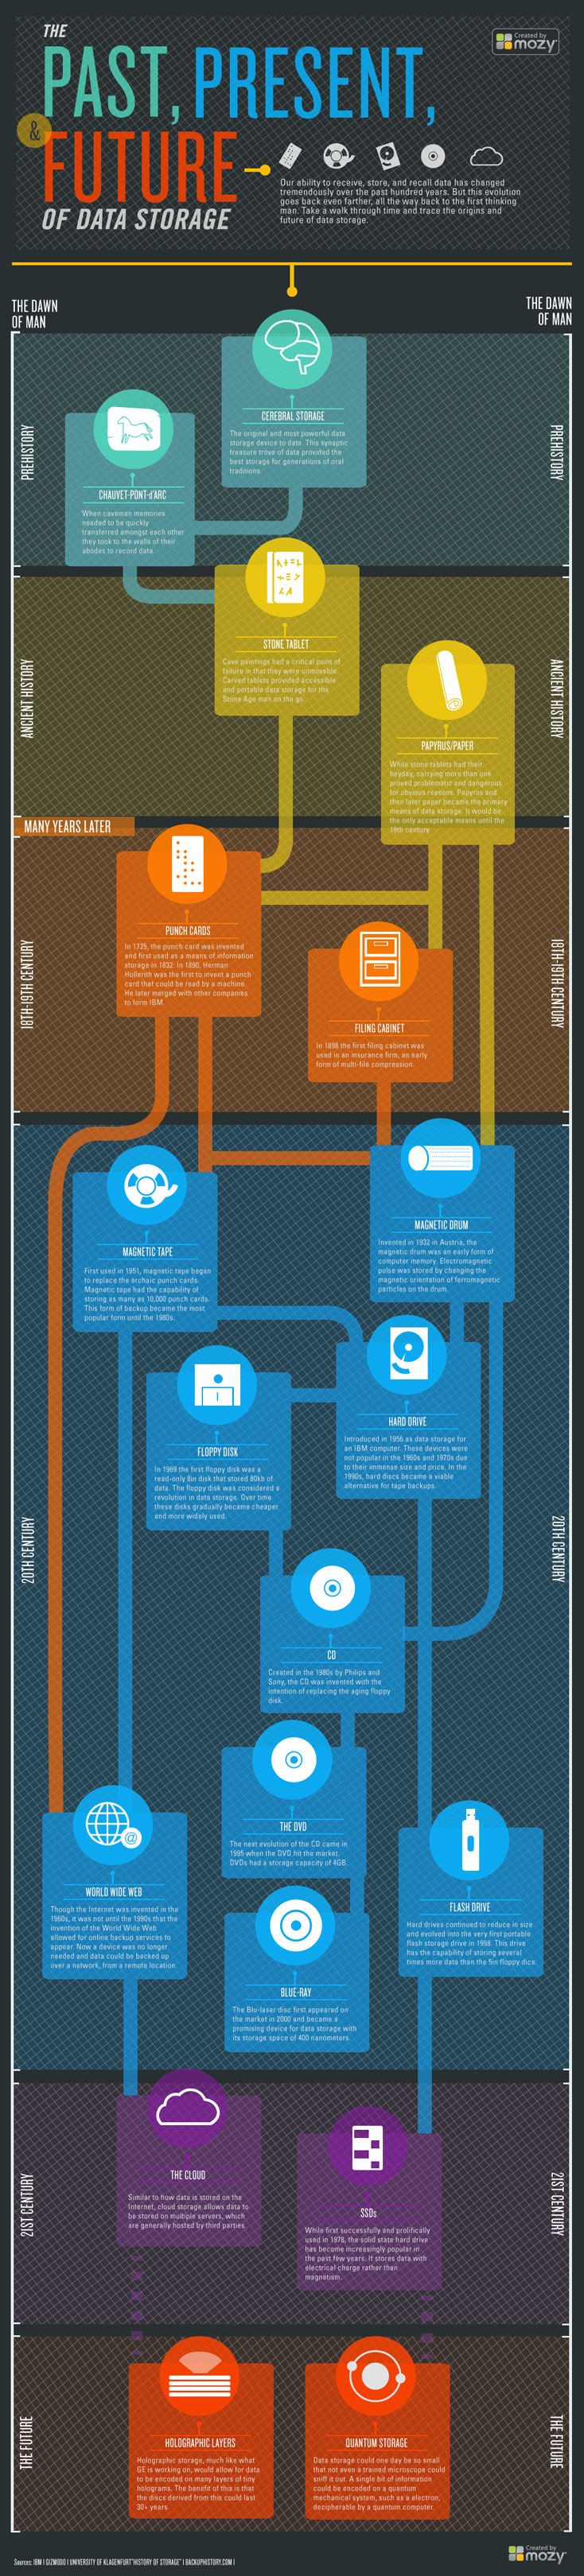 THE
PAST, PRESENT,
&
FUTURE
OF DATA STORAGE
Created by
mozy
Our ability to receive, store, and recall data has changed
tremendously over the past hundred years. But this evolution
goes back even farther, all the way back to the first thinking
man. Take a walk through time and trace the origins and
future of data storage.
THE DAWN
OF MAN
THE DAWN
OF MAN
PREHISTORY
PREHISTORY
CEREBRAL STORAGE
The original and most powerful data
storage device to date. This synaptic
treasure trove of data provided the
best storage for generations of oral
traditions.
CHAUVET-PONT-d'ARC
When caveman memories
needed to be quickly
transferred amongst each other
they took to the walls of their
abodes to record data.
ANCIENT HISTORY
ANCIENT HISTORY
STONE TABLET
Cave paintings had a critical point of
failure in that they were unmovable.
Carved tablets provided accessible
and portable data storage for the
Stone Age man on the go.
PAPYRUS/PAPER
While stone tablets had their
heyday, carrying more than one
proved problematic and dangerous
for obvious reasons. Papyrus and
then later paper became the primary
means of data storage. It would be
the only acceptable means until the
19th century.
MANY YEARS LATER
18TH-19TH CENTURY
18TH-19TH CENTURY
PUNCH CARDS
In 1725, the punch card was invented
and first used as a means of information
storage in 1832. In 1890, Herman
Hollerith was the first to invent a punch
card that could be read by a machine.
He later merged with other companies
to form IBM.
FILING CABINET
In 1898 the first filing cabinet was
used in an insurance firm, an early
form of multi-file compression.
20TH CENTURY
20TH CENTURY
MAGNETIC DRUM
Invented in 1932 in Austria, the
magnetic drum was an early form of
computer memory. Electromagnetic
pulse was stored by changing the
magnetic orientation of ferromagnetic
particles on the drum.
MAGNETIC TAPE
First used in 1951, magnetic tape began
to replace the archaic punch cards.
Magnetic tape had the capability of
storing as many as 10,000 punch cards.
This form of backup became the most
popular form until the 1980s.
HARD DRIVE
Introduced in 1956 as data storage for
an IBM computer. These devices were
not popular in the 1960s and 1970s due
to their immense size and price. In the
1990s, hard discs became a viable
alternative for tape backups.
FLOPPY DISK
In 1969 the first floppy disk was a
read-only 8in disk that stored 80kb of
data. The floppy disk was considered a
revolution in data storage. Over time
these disks gradually became cheaper
and more widely used.
CD
Created in the 1980s by Philips and
Sony, the CD was invented with the
intention of replacing the aging floppy
disk.
THE DVD
The next evolution of the CD came in
1995 when the DVD hit the market.
DVDs had a storage capacity of 4GB.
@
WORLD WIDE WEB
Though the Internet was invented in the
1960s, it was not until the 1990s that the
invention of the World Wide Web
allowed for online backup services to
appear. Now a device was no longer
needed and data could be backed up
over a network, from a remote location.
FLASH DRIVE
Hard drives continued to reduce in size
and evolved into the very first portable
flash storage drive in 1998. This drive
has the capability of storing several
times more data than the 5in floppy dics.
BLUE-RAY
The Blu-laser disc first appeared on
the market in 2000 and became a
promising device for data storage with
its storage space of 400 nanometers.
21ST CENTURY
21ST CENTURY
THE CLOUD
Similar to how data is stored on the
Internet, cloud storage allows data to
be stored on multiple servers, which
are generally hosted by third parties.
SSDs
While first successfully and prolifically
used in 1978, the solid state hard drive
has become increasingly popular in
the past few years. It stores data with
electrical charge rather than
magnetism.
THE FUTURE
THE FUTURE
HOLOGRAPHIC LAYERS
Holographic storage, much like what
GE is working on, would allow for data
to be encoded on many layers of tiny
holograms. The benefit of this is that
the discs derived from this could last
30+ years.
QUANTUM STORAGE
Data storage could one day be so small
that not even a trained microscope could
sniff it out. A single bit of information
could be encoded on a quantum
mechanical system, such as a electron,
decipherable by a quantum computer.
Sources: IBM | GIZMODO | UNIVERSITY OF KLAGENFURT"HISTORY OF STORAGE" | BACKUPHISTORY.COM |
Created by
mozy